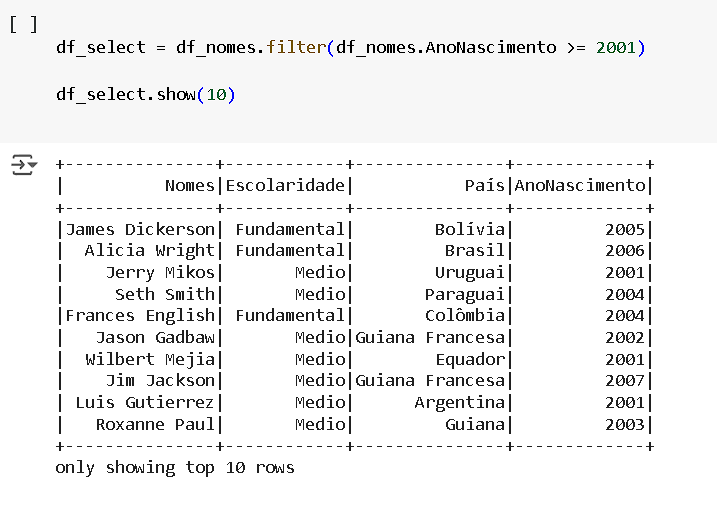 [ ]
df_select = df_nomes.filter(df_nomes.AnoNascimento >= 2001)
df_select.show(10)
+---------------+------------+---------------+-------------+
|          Nomes|Escolaridade|           País|AnoNascimento|
+---------------+------------+---------------+-------------+
|James Dickerson| Fundamental|        Bolívia|         2005|
|  Alicia Wright| Fundamental|         Brasil|         2006|
|    Jerry Mikos|       Medio|        Uruguai|         2001|
|     Seth Smith|       Medio|       Paraguai|         2004|
|Frances English| Fundamental|       Colômbia|         2004|
|   Jason Gadbaw|       Medio|Guiana Francesa|         2002|
|  Wilbert Mejia|       Medio|        Equador|         2001|
|    Jim Jackson|       Medio|Guiana Francesa|         2007|
| Luis Gutierrez|       Medio|      Argentina|         2001|
|   Roxanne Paul|       Medio|         Guiana|         2003|
+---------------+------------+---------------+-------------+
only showing top 10 rows